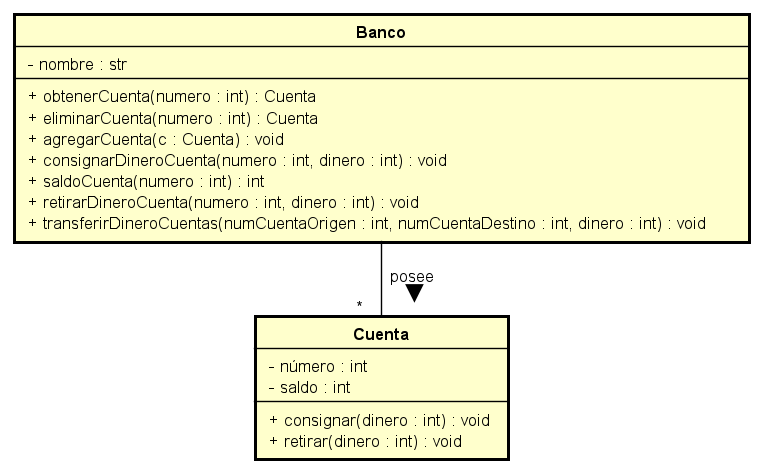 Banco
- nombre : str
+ obtenerCuenta(numero : int) : Cuenta
+ eliminarCuenta(numero : int) : Cuenta
+ agregarCuenta(c : Cuenta) : void
+ consignarDineroCuenta(numero : int, dinero : int) : void
+ saldoCuenta(numero : int) : int
+ retirarDineroCuenta(numero : int, dinero : int) : void
+ transferirDineroCuentas(numCuentaOrigen : int, numCuentaDestino : int, dinero : int) : void
posee
*
Cuenta
- número : int
- saldo : int
+ consignar(dinero : int) : void
+ retirar(dinero : int) : void